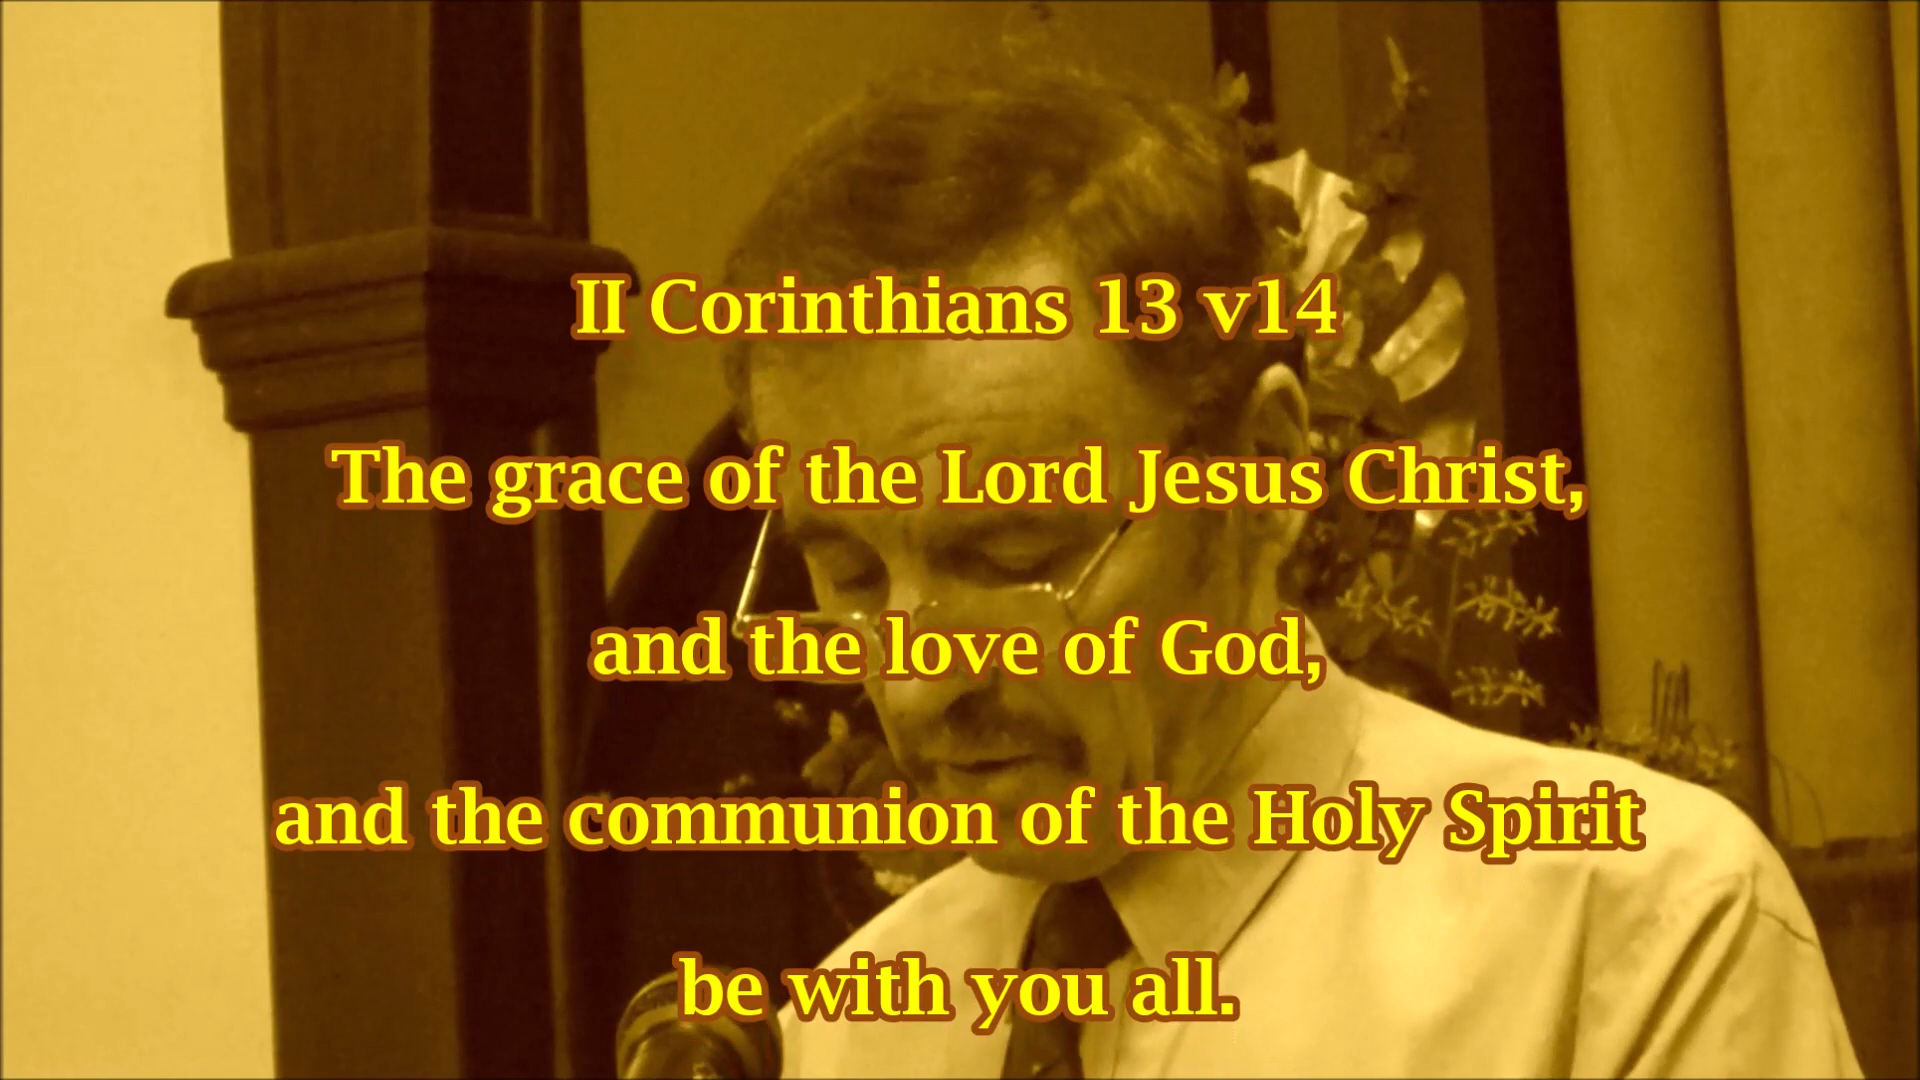 II Corinthians 13 v14
The grace of the Lord Jesus Christ,
and the love of God,
and the communion of the Holy Spirit
be with you all.